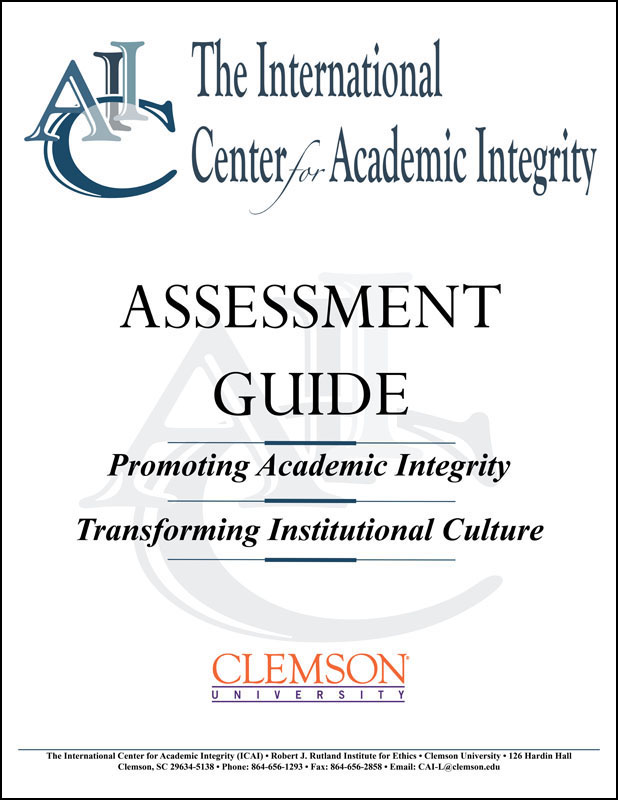 AICI
The International
Center for Academic Integrity
ASSESSMENT
GUIDE
Promoting Academic Integrity
Transforming Institutional Culture
CLEMSON®
UNIVERSITY
The International Center for Academic Integrity (ICAI) • Robert J. Rutland Institute for Ethics • Clemson University • 126 Hardin Hall
Clemson, SC 29634-5138 • Phone: 864-656-1293 • Fax: 864-656-2858 • Email: CAI-L@clemson.edu